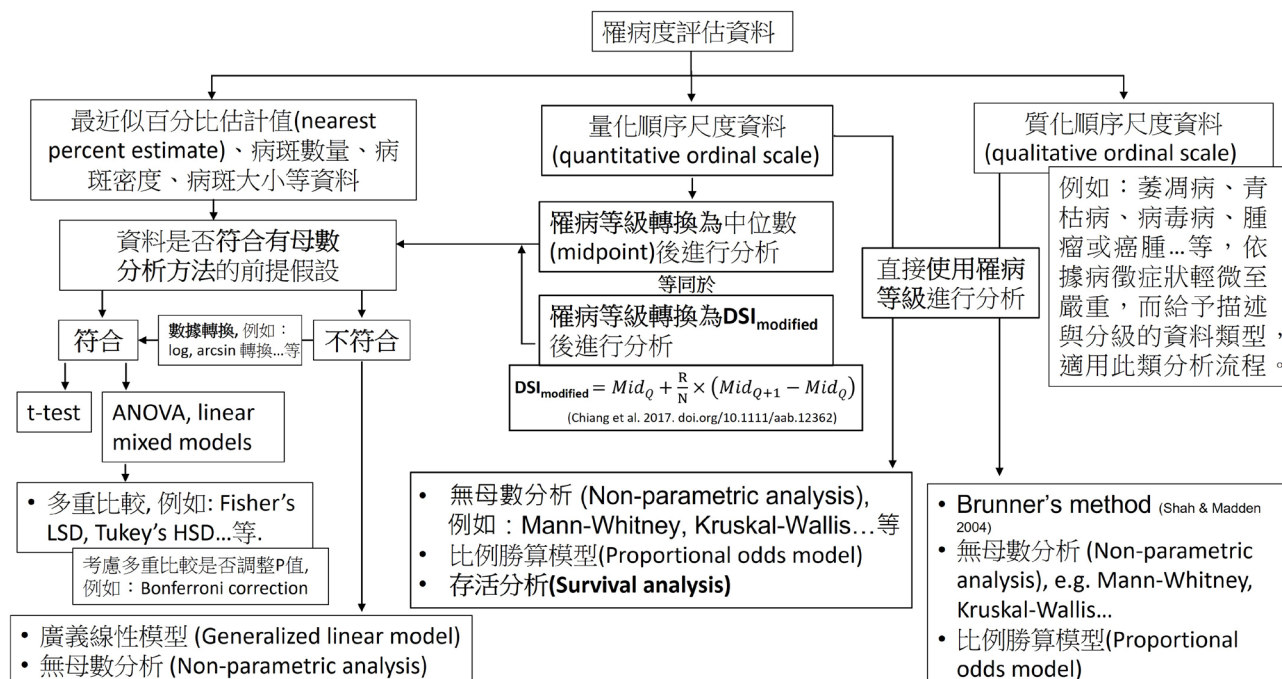 罹病度評估資料
最近似百分比估計值(nearest
percent estimate)、病斑數量、病
斑密度、病斑大小等資料
資料是否符合有母數
分析方法的前提假設
符合
數據轉換, 例如：
log, arcsin 轉換…等
不符合
t-test
ANOVA, linear
mixed models
• 多重比較, 例如: Fisher’s
LSD, Tukey’s HSD…等.
考慮多重比較是否調整P值,
例如：Bonferroni correction
• 廣義線性模型 (Generalized linear model)
• 無母數分析 (Non-parametric analysis)
量化順序尺度資料
(quantitative ordinal scale)
罹病等級轉換為中位數
(midpoint)後進行分析
等同於
罹病等級轉換為DSImodified
後進行分析
DSImodified = MidQ + R/N × (MidQ+1 − MidQ)
(Chiang et al. 2017. doi.org/10.1111/aab.12362)
直接使用罹病
等級進行分析
• 無母數分析 (Non-parametric analysis),
例如：Mann-Whitney, Kruskal-Wallis…等
• 比例勝算模型(Proportional odds model)
• 存活分析(Survival analysis)
質化順序尺度資料
(qualitative ordinal scale)
例如：萎凋病、青
枯病、病毒病、腫
瘤或癌腫…等，依
據病徵症狀輕微至
嚴重，而給予描述
與分級的資料類型，
適用此類分析流程。
• Brunner’s method (Shah & Madden
2004)
• 無母數分析 (Non-parametric
analysis), e.g. Mann-Whitney,
Kruskal-Wallis…
• 比例勝算模型(Proportional
odds model)